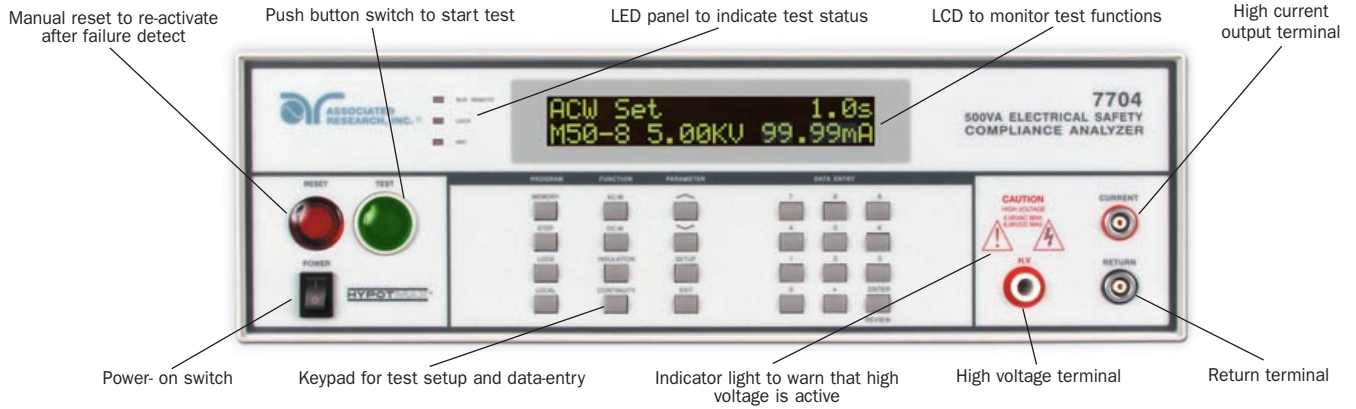 Manual reset to re-activate
after failure detect
Push button switch to start test
LED panel to indicate test status
LCD to monitor test functions
High current
output terminal
ar ASSOCIATED
RESEARCH, INC.®
LOCK
ACW Set 1.0s
M50-8 5.00KV 99.99mA
7704
500VA ELECTRICAL SAFETY
COMPLIANCE ANALYZER
RESET
TEST
POWER
HYPOTMULT
PROGRAM
FUNCTION
PARAMETER
DATA ENTRY
MEMORY
ACW
7
8
9
STEP
DCW
4
5
6
LOCK
INSULATION
SETUP
1
2
3
LOCAL
CONTINUITY
EXIT
0
ENTER
REVIEW
CAUTION
HIGH VOLTAGE
CURRENT
H.V.
RETURN
Power- on switch
Keypad for test setup and data-entry
Indicator light to warn that high
voltage is active
High voltage terminal
Return terminal